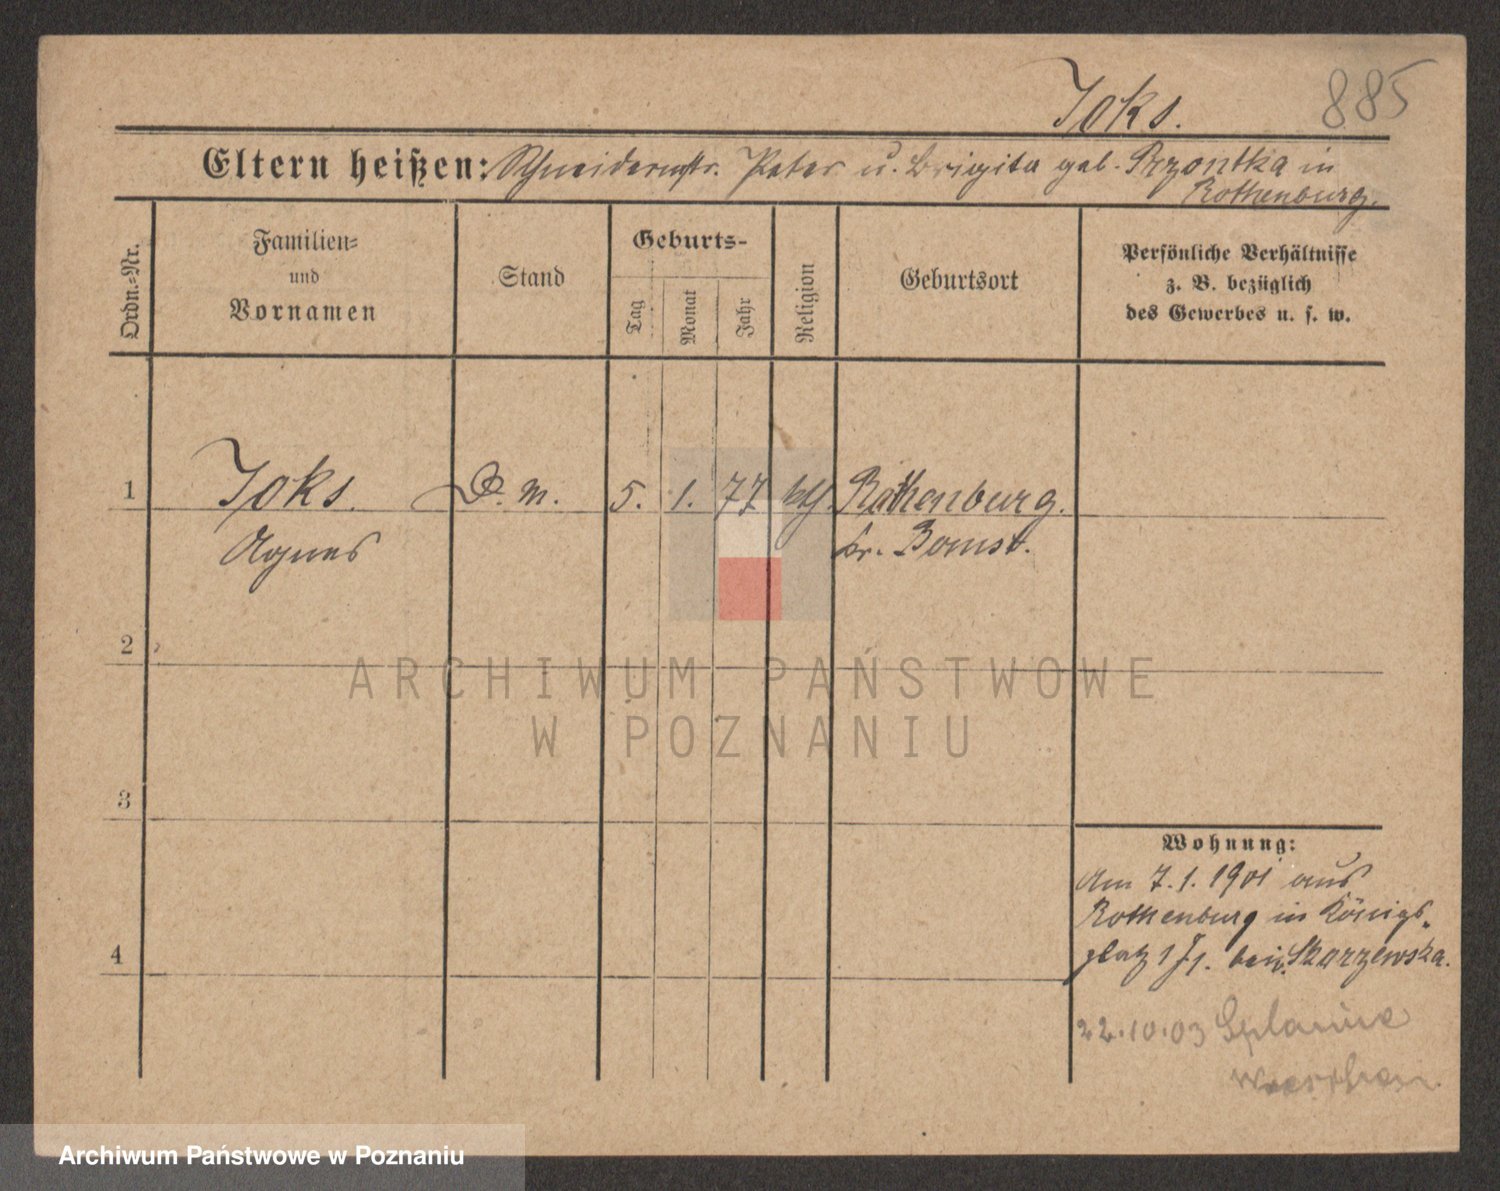 Joks.
885
Eltern heißen: Schneidermstr. Peter u. Brigita geb. Przontka in
Rothenburg.
Ordn.-Nr.
Familien-
und
Vornamen
Stand
Geburts-
Tag
Monat
Jahr
Religion
Geburtsort
Persönliche Verhältnisse
z. B. bezüglich
des Gewerbes u. s. w.
1
Joks.
D. m.
5.
1.
77
kth.
Rothenburg.
Agnes
Kr. Bomst.
2
3
4
Wohnung:
Am 7.1.1901 aus
Rothenburg in Königs-
platz 1 bei Skarzewska.
22.10.03
ARCHIWUM PAŃSTWOWE
W POZNANIU
Archiwum Państwowe w Poznaniu